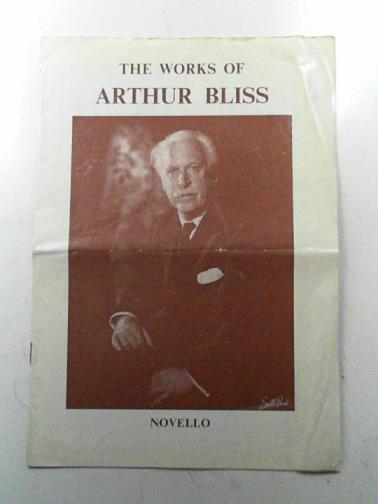 THE WORKS OF
ARTHUR BLISS
NOVELLO